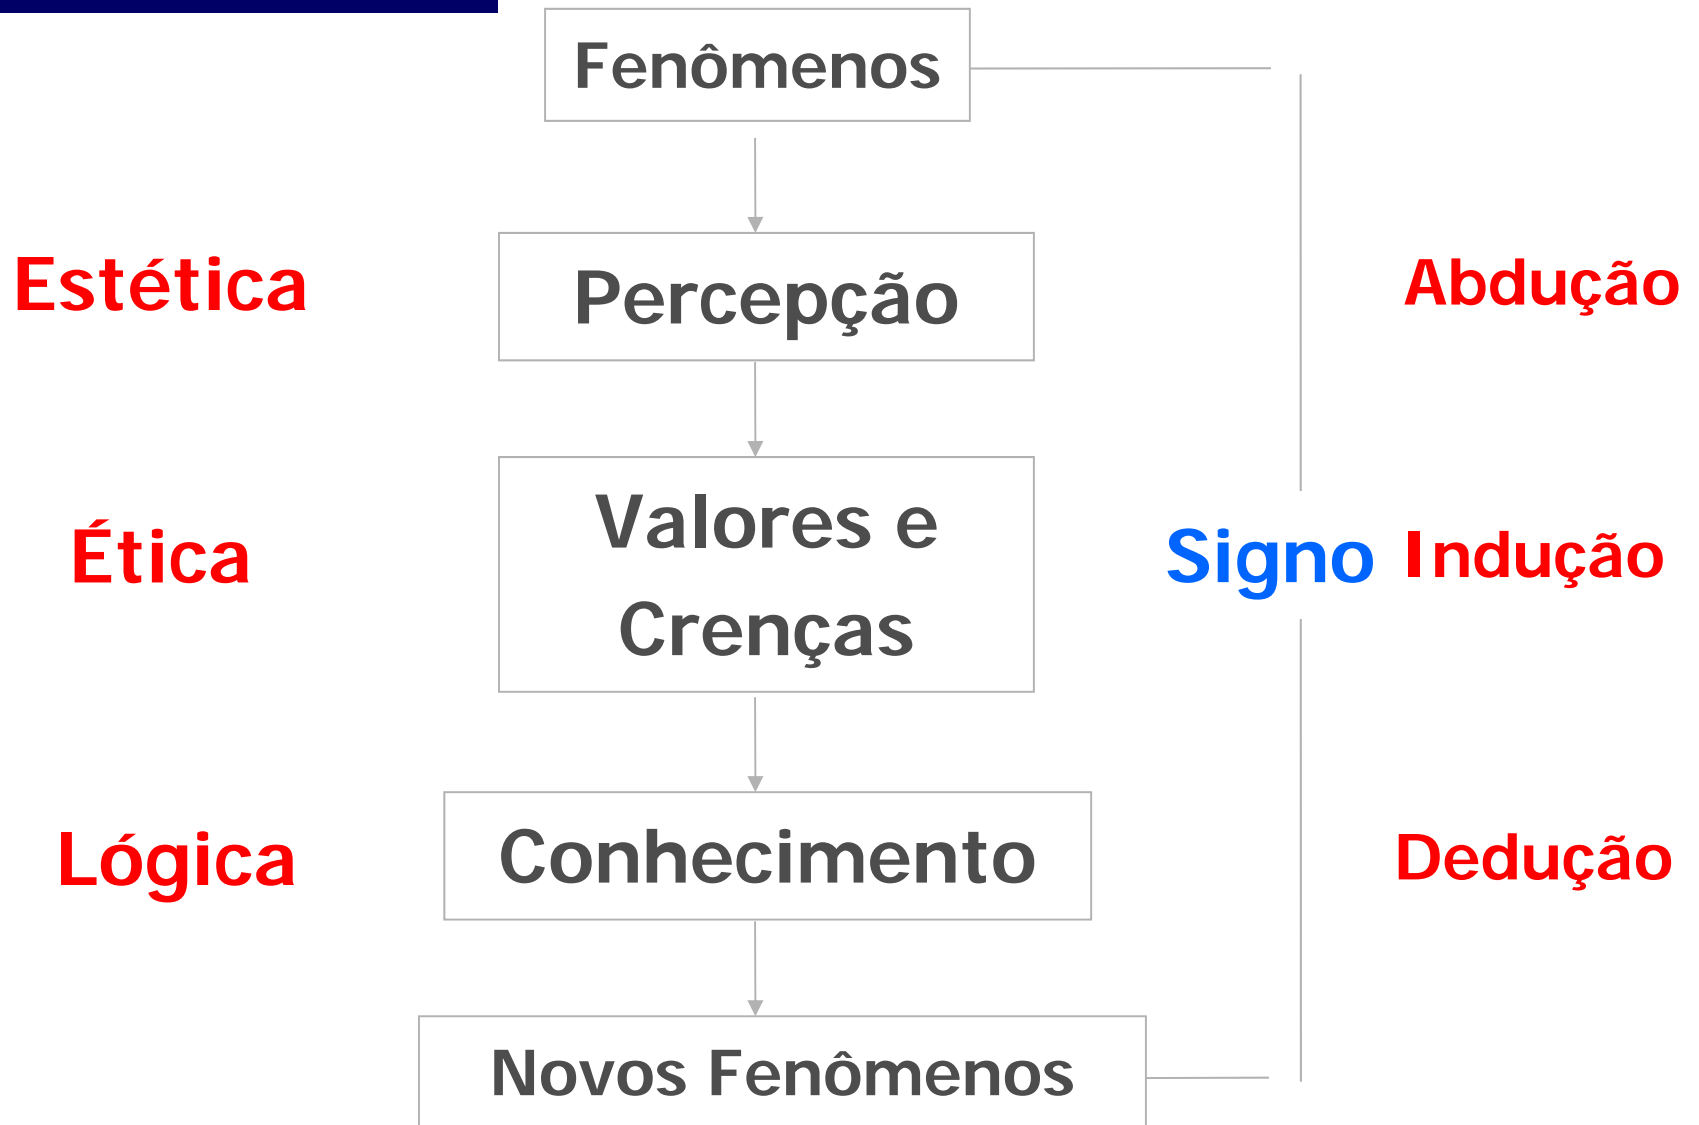 Fenômenos
Estética
Percepção
Abdução
Ética
Valores e
Crenças
Signo
Indução
Lógica
Conhecimento
Dedução
Novos Fenômenos